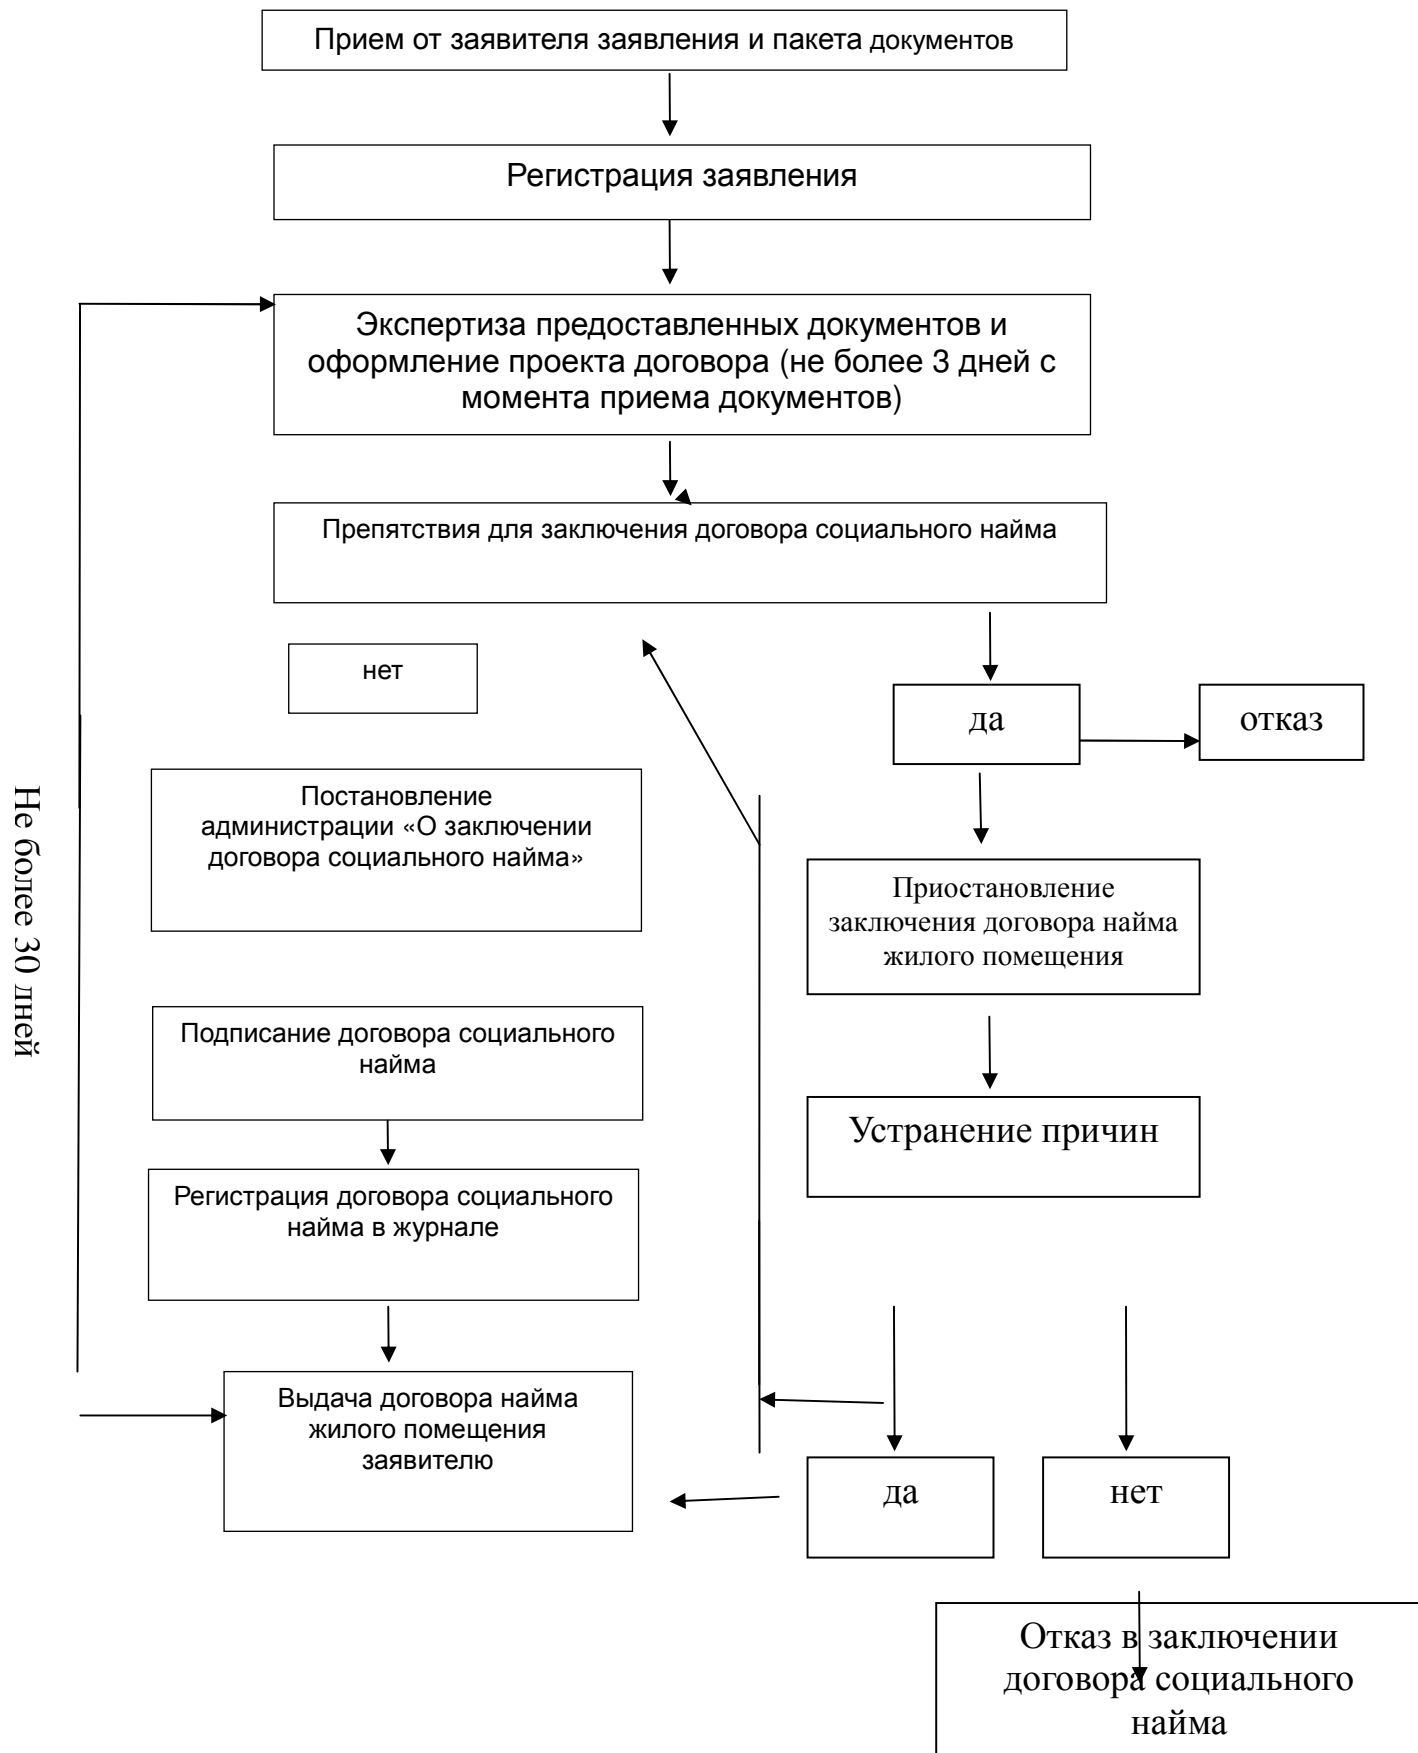 Прием от заявителя заявления и пакета документов
Регистрация заявления
Экспертиза предоставленных документов и
оформление проекта договора (не более 3 дней с
момента приема документов)
Препятствия для заключения договора социального найма
нет
да
отказ
Постановление
администрации «О заключении
договора социального найма»
Приостановление
заключения договора найма
жилого помещения
Не более 30 дней
Подписание договора социального
найма
Устранение причин
Регистрация договора социального
найма в журнале
Выдача договора найма
жилого помещения
заявителю
да
нет
Отказ в заключении
договора социального
найма